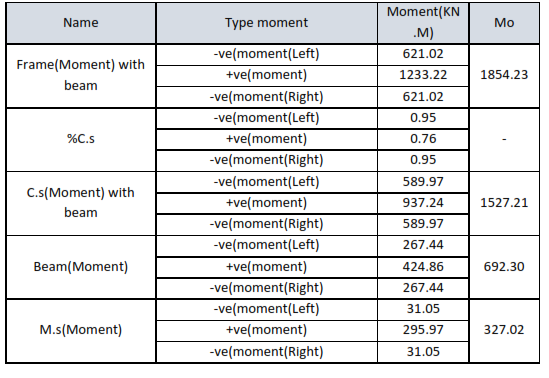 Name Type moment Moment(KN
.M) Mo
Frame(Moment) with
beam
-ve(moment(Left) 621.02
+ve(moment) 1233.22
-ve(moment(Right) 621.02
1854.23
%C.s
-ve(moment(Left) 0.95
+ve(moment) 0.76
-ve(moment(Right) 0.95
-
C.s(Moment) with
beam
-ve(moment(Left) 589.97
+ve(moment) 937.24
-ve(moment(Right) 589.97
1527.21
Beam(Moment)
-ve(moment(Left) 267.44
+ve(moment) 424.86
-ve(moment(Right) 267.44
692.30
M.s(Moment)
-ve(moment(Left) 31.05
+ve(moment) 295.97
-ve(moment(Right) 31.05
327.02